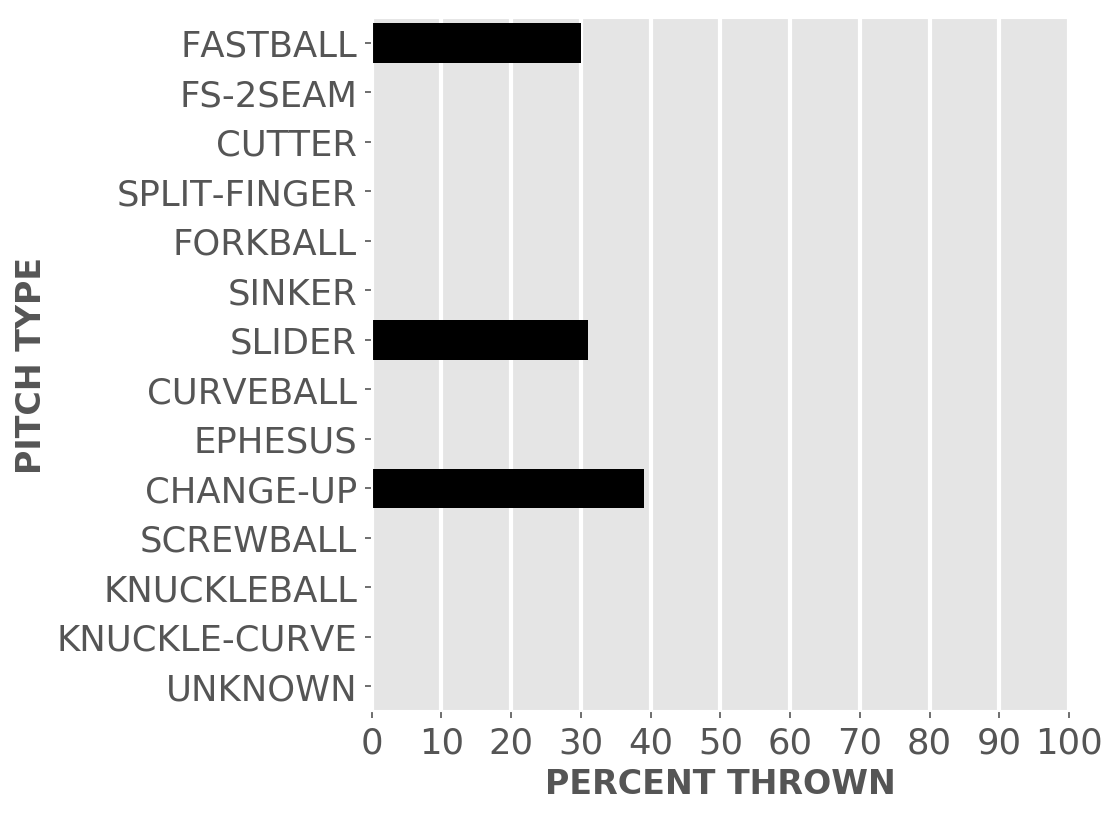 PITCH TYPE
FASTBALL
FS-2SEAM
CUTTER
SPLIT-FINGER
FORKBALL
SINKER
SLIDER
CURVEBALL
EPHESUS
CHANGE-UP
SCREWBALL
KNUCKLEBALL
KNUCKLE-CURVE
UNKNOWN
0 10 20 30 40 50 60 70 80 90 100
PERCENT THROWN